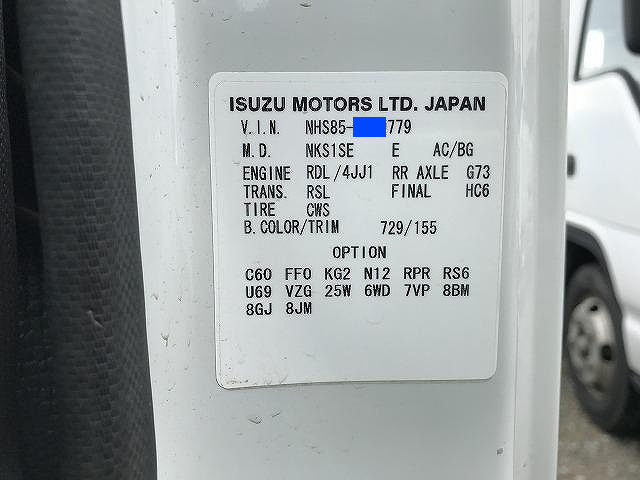 ISUZU MOTORS LTD. JAPAN
V.I.N. NHS85- 779
M.D. NKS1SE E AC/BG
ENGINE RDL/4JJ1 RR AXLE G73
TRANS. RSL FINAL HC6
TIRE CWS
B.COLOR/TRIM 729/155
OPTION
C60 FF0 KG2 N12 RPR RS6
U69 VZG 25W 6WD 7VP 8BM
8GJ 8JM